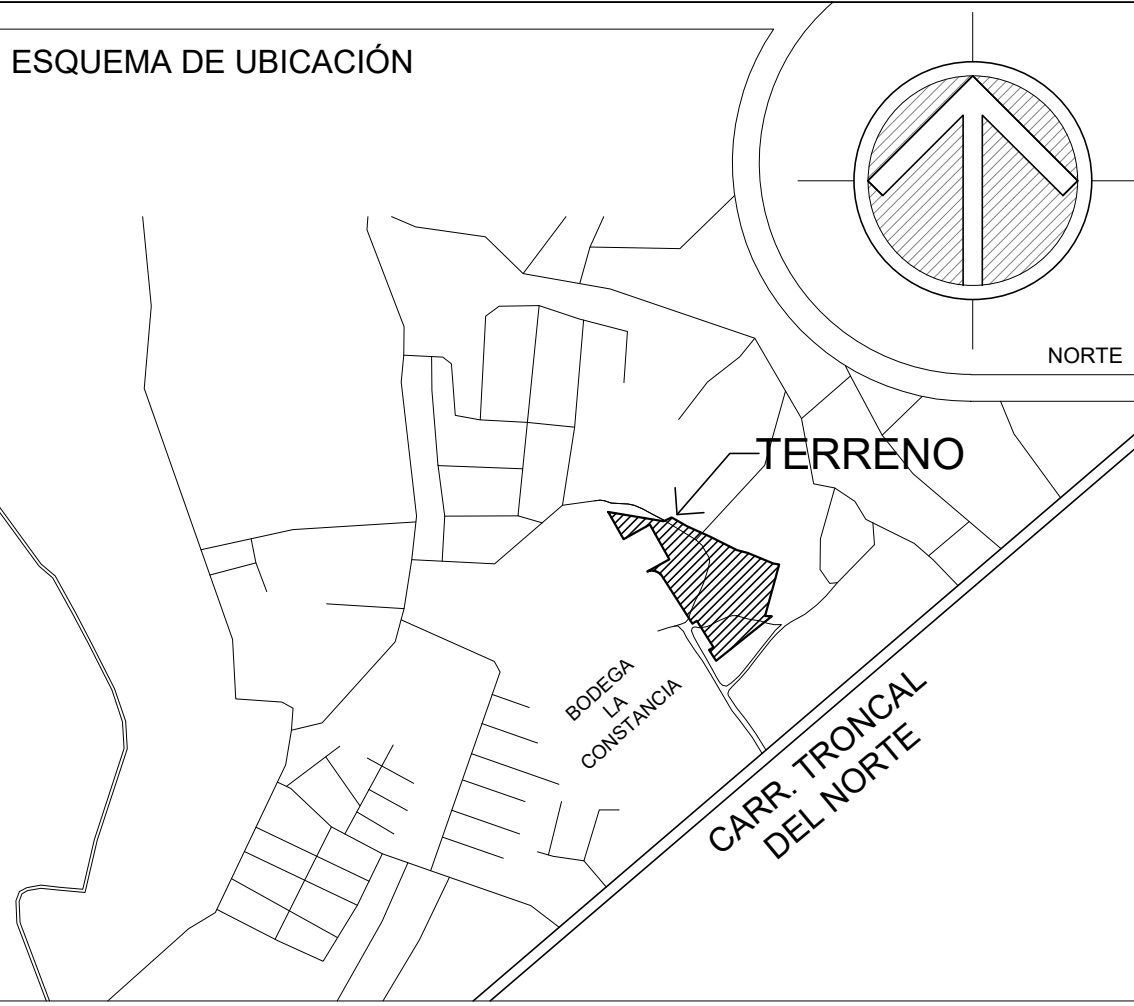 ESQUEMA DE UBICACIÓN
NORTE
TERRENO
BODEGA
LA
CONSTANCIA
CARR. TRONCAL
DEL NORTE